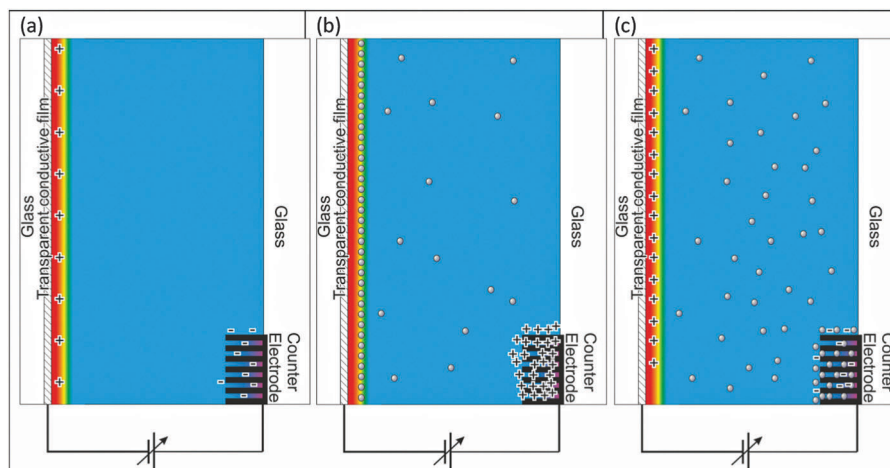 (a)
Glass
Transparent conductive film
Glass
Counter
Electrode
(b)
Glass
Transparent conductive film
Glass
Counter
Electrode
(c)
Glass
Transparent conductive film
Glass
Counter
Electrode